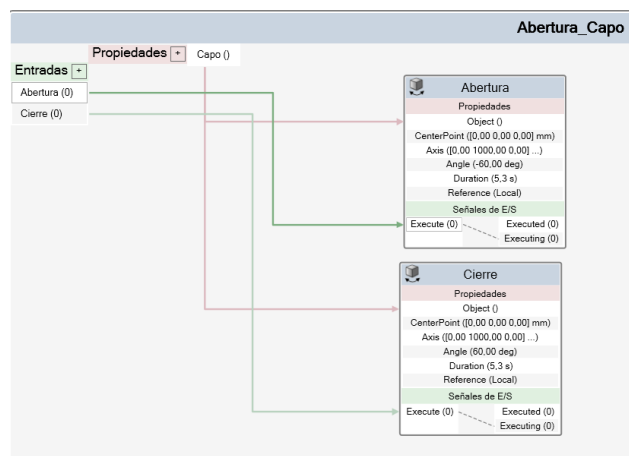 Abertura_Capo
Propiedades + Capo ()
Entradas +
Abertura (0)
Cierre (0)
Abertura
Propiedades
Object ()
CenterPoint ([0,00 0,00 0,00] mm)
Axis ([0,00 1000,00 0,00] ...)
Angle (-60,00 deg)
Duration (5,3 s)
Reference (Local)
Señales de E/S
Execute (0) Executed (0)
Executing (0)
Cierre
Propiedades
Object ()
CenterPoint ([0,00 0,00 0,00] mm)
Axis ([0,00 1000,00 0,00] ...)
Angle (60,00 deg)
Duration (5,3 s)
Reference (Local)
Señales de E/S
Execute (0) Executed (0)
Executing (0)